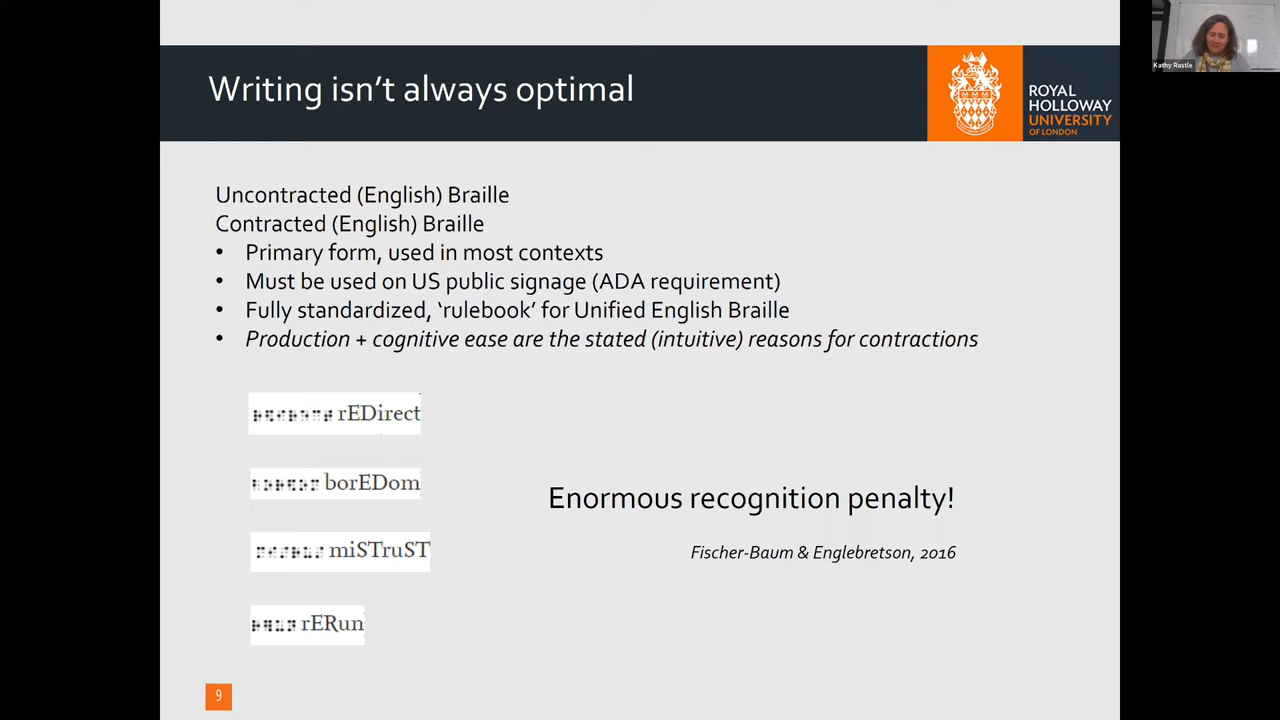 Writing isn't always optimal
ROYAL
HOLLOWAY
UNIVERSITY
OF LONDON
Kathy Rastle
Uncontracted (English) Braille
Contracted (English) Braille
• Primary form, used in most contexts
• Must be used on US public signage (ADA requirement)
• Fully standardized, 'rulebook' for Unified English Braille
• Production + cognitive ease are the stated (intuitive) reasons for contractions
rEDirect
borEDom
miSTruST
rERun
Enormous recognition penalty!
Fischer-Baum & Englebretson, 2016
9